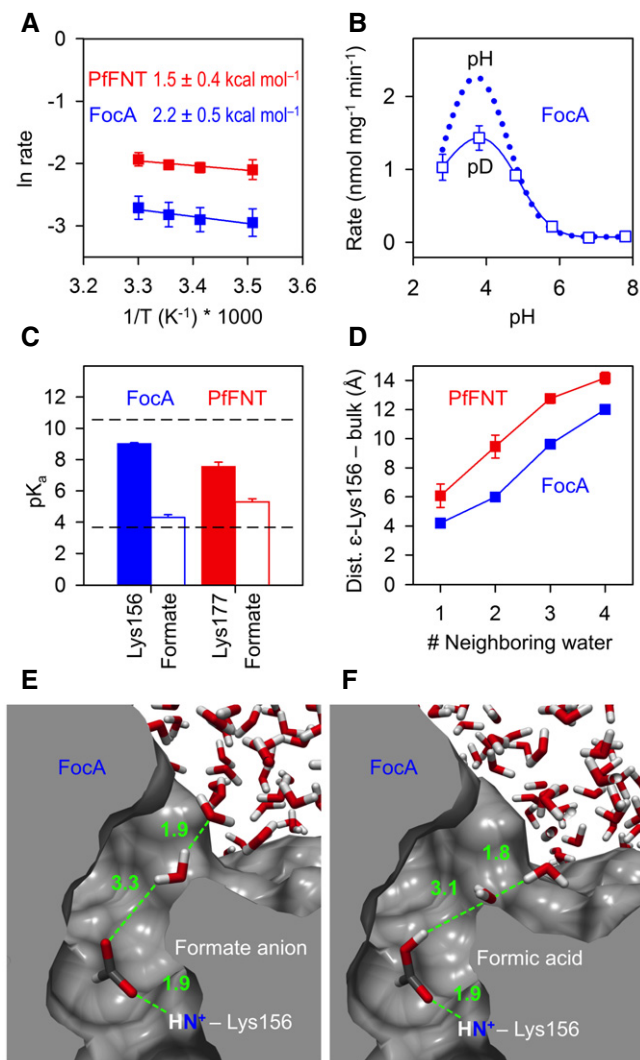 A
PfFNT 1.5 ± 0.4 kcal mol⁻¹
FocA 2.2 ± 0.5 kcal mol⁻¹
ln rate
0
-1
-2
-3
3.2 3.3 3.4 3.5 3.6
1/T (K⁻¹) * 1000
B
pH
FocA
pD
Rate (nmol mg⁻¹ min⁻¹)
3
2
1
0
2 4 6 8
pH
C
FocA PfFNT
pKₐ
12
10
8
6
4
2
0
Lys156
Formate
Lys177
Formate
D
PfFNT
FocA
Dist. ε-Lys156 – bulk (Å)
14
12
10
8
6
4
2
0
1 2 3 4
# Neighboring water
E
FocA
1.9
3.3
Formate anion
1.9
HN⁺ – Lys156
F
FocA
1.8
3.1
Formic acid
1.9
HN⁺ – Lys156